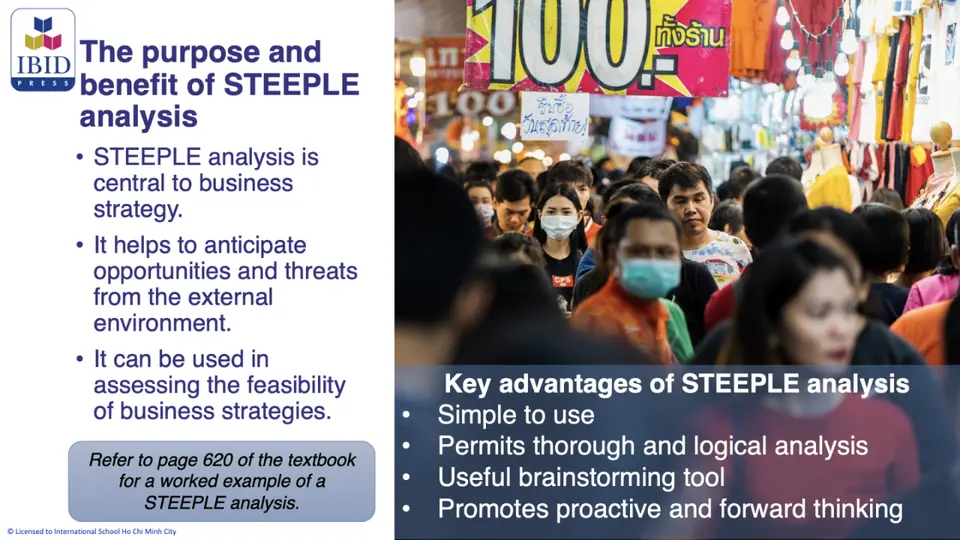 IBID
PRESS
The purpose and
benefit of STEEPLE
analysis
• STEEPLE analysis is
central to business
strategy.
• It helps to anticipate
opportunities and threats
from the external
environment.
• It can be used in
assessing the feasibility
of business strategies.
Refer to page 620 of the textbook
for a worked example of a
STEEPLE analysis.
© Licensed to International School Ho Chi Minh City
100.-
ทั้งร้าน
100
CPS
Key advantages of STEEPLE analysis
• Simple to use
• Permits thorough and logical analysis
• Useful brainstorming tool
• Promotes proactive and forward thinking